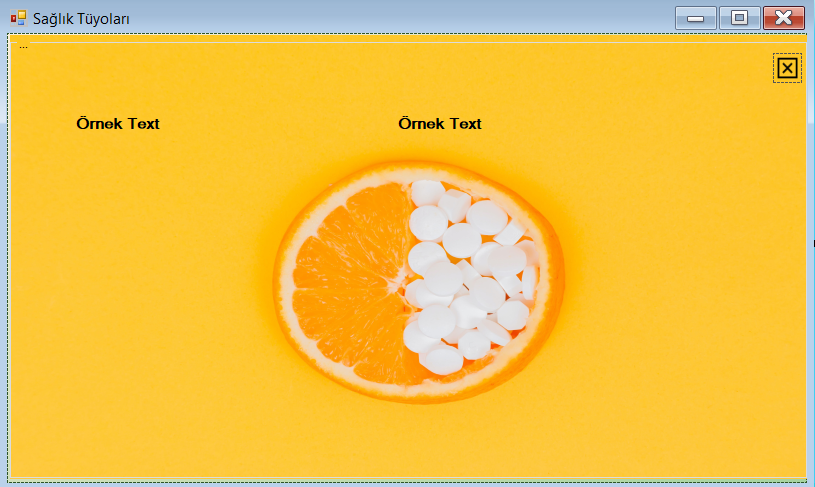 Sağlık Tüyoları
...
Örnek Text
Örnek Text